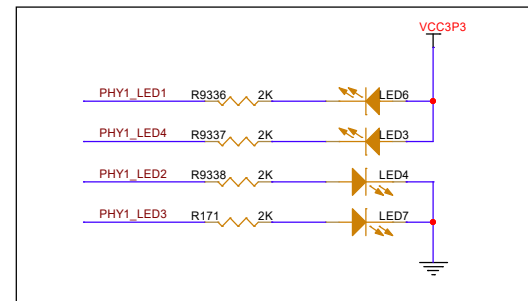 VCC3P3
PHY1_LED1 R9336 2K LED6
PHY1_LED4 R9337 2K LED3
PHY1_LED2 R9338 2K LED4
PHY1_LED3 R171 2K LED7